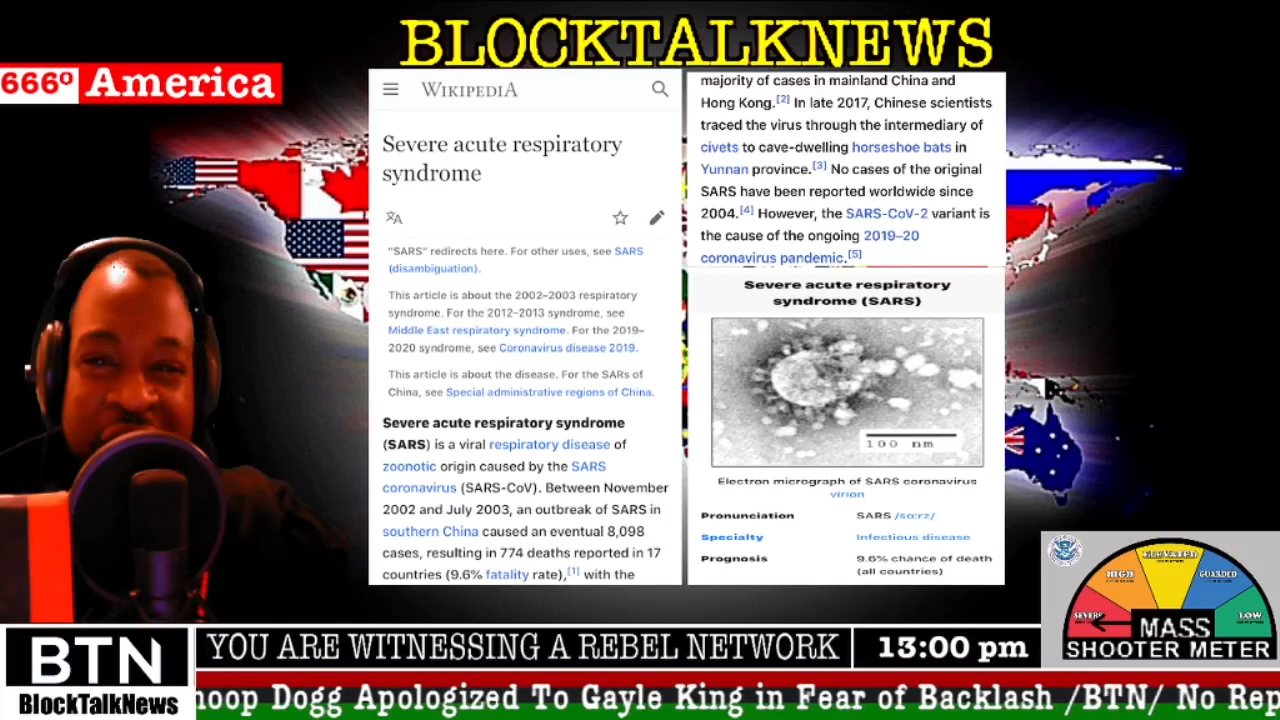 BLOCKTALKNEWS
666º America
WIKIPEDIA
Severe acute respiratory
syndrome
"SARS" redirects here. For other uses, see SARS
(disambiguation).
This article is about the 2002–2003 respiratory
syndrome. For the 2012–2013 syndrome, see
Middle East respiratory syndrome. For the 2019–
2020 syndrome, see Coronavirus disease 2019.
This article is about the disease. For the SARs of
China, see Special administrative regions of China.
Severe acute respiratory syndrome
(SARS) is a viral respiratory disease of
zoonotic origin caused by the SARS
coronavirus (SARS-CoV). Between November
2002 and July 2003, an outbreak of SARS in
southern China caused an eventual 8,098
cases, resulting in 774 deaths reported in 17
countries (9.6% fatality rate),[1] with the
majority of cases in mainland China and
Hong Kong.[2] In late 2017, Chinese scientists
traced the virus through the intermediary of
civets to cave-dwelling horseshoe bats in
Yunnan province.[3] No cases of the original
SARS have been reported worldwide since
2004.[4] However, the SARS-CoV-2 variant is
the cause of the ongoing 2019–20
coronavirus pandemic.[5]
Severe acute respiratory
syndrome (SARS)
100 nm
Electron micrograph of SARS coronavirus
virion
Pronunciation SARS /sɑːrz/
Specialty Infectious disease
Prognosis 9.6% chance of death
(all countries)
SEVERE HIGH ELEVATED GUARDED LOW
MASS
SHOOTER METER
BTN
BlockTalkNews
YOU ARE WITNESSING A REBEL NETWORK
13:00 pm
noop Dogg Apologized To Gayle King in Fear of Backlash /BTN/ No Rep